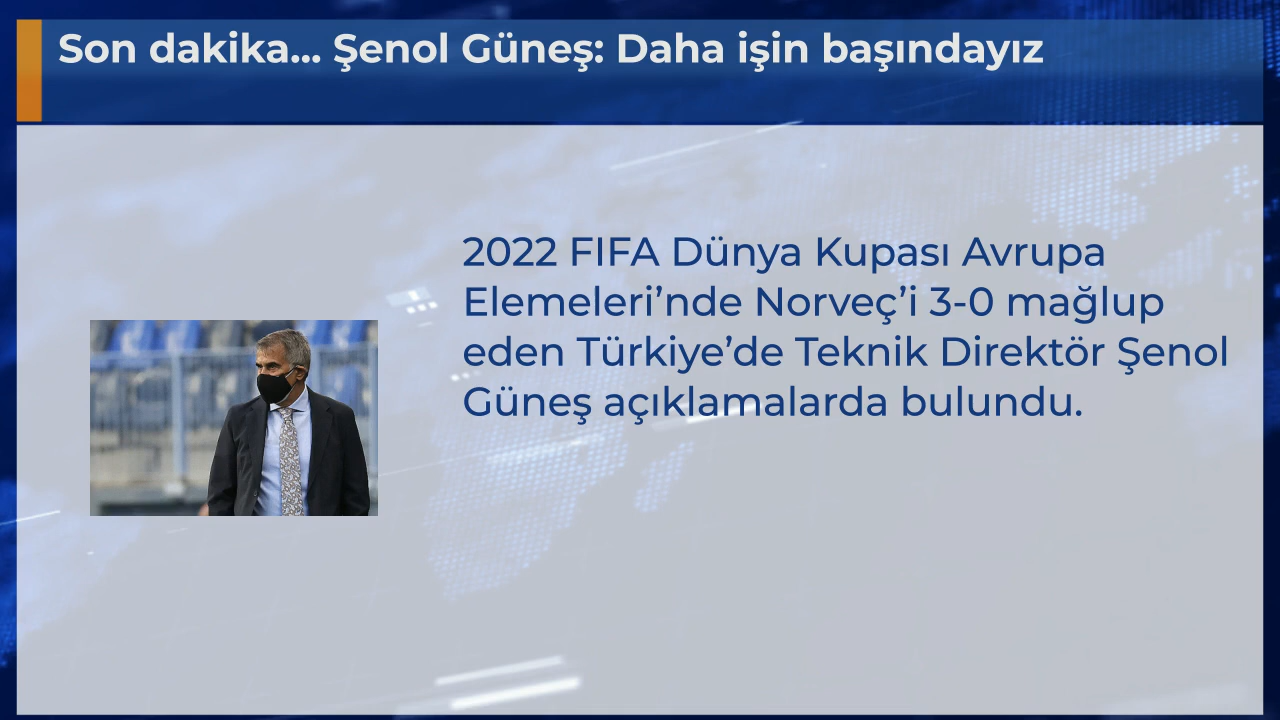 Son dakika... Şenol Güneş: Daha işin başındayız
2022 FIFA Dünya Kupası Avrupa
Elemeleri’nde Norveç’i 3-0 mağlup
eden Türkiye’de Teknik Direktör Şenol
Güneş açıklamalarda bulundu.